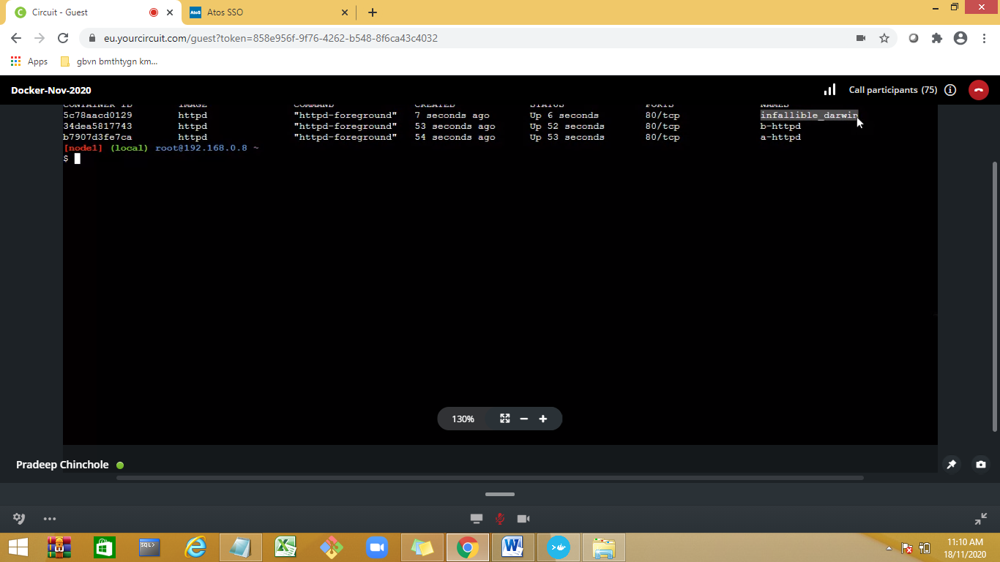 Circuit - Guest
Atos SSO
eu.yourcircuit.com/guest?token=858e956f-9f76-4262-b548-8f6ca43c4032
Apps
gbvn bmthtygn km...
Docker-Nov-2020
Call participants (75)
CONTAINER ID IMAGE COMMAND CREATED STATUS PORTS NAMES
5c78aacd0129 httpd "httpd-foreground" 7 seconds ago Up 6 seconds 80/tcp infallible_darwin
34dea5817743 httpd "httpd-foreground" 53 seconds ago Up 52 seconds 80/tcp b-httpd
b7907d3fe7ca httpd "httpd-foreground" 54 seconds ago Up 53 seconds 80/tcp a-httpd
[node1] (local) root@192.168.0.8 ~
$
130%
Pradeep Chinchole
SQL>
11:10 AM
18/11/2020